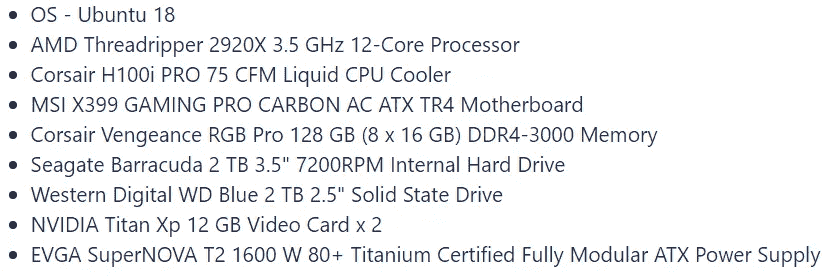 OS - Ubuntu 18
AMD Threadripper 2920X 3.5 GHz 12-Core Processor
Corsair H100i PRO 75 CFM Liquid CPU Cooler
MSI X399 GAMING PRO CARBON AC ATX TR4 Motherboard
Corsair Vengeance RGB Pro 128 GB (8 x 16 GB) DDR4-3000 Memory
Seagate Barracuda 2 TB 3.5" 7200RPM Internal Hard Drive
Western Digital WD Blue 2 TB 2.5" Solid State Drive
NVIDIA Titan Xp 12 GB Video Card x 2
EVGA SuperNOVA T2 1600 W 80+ Titanium Certified Fully Modular ATX Power Supply